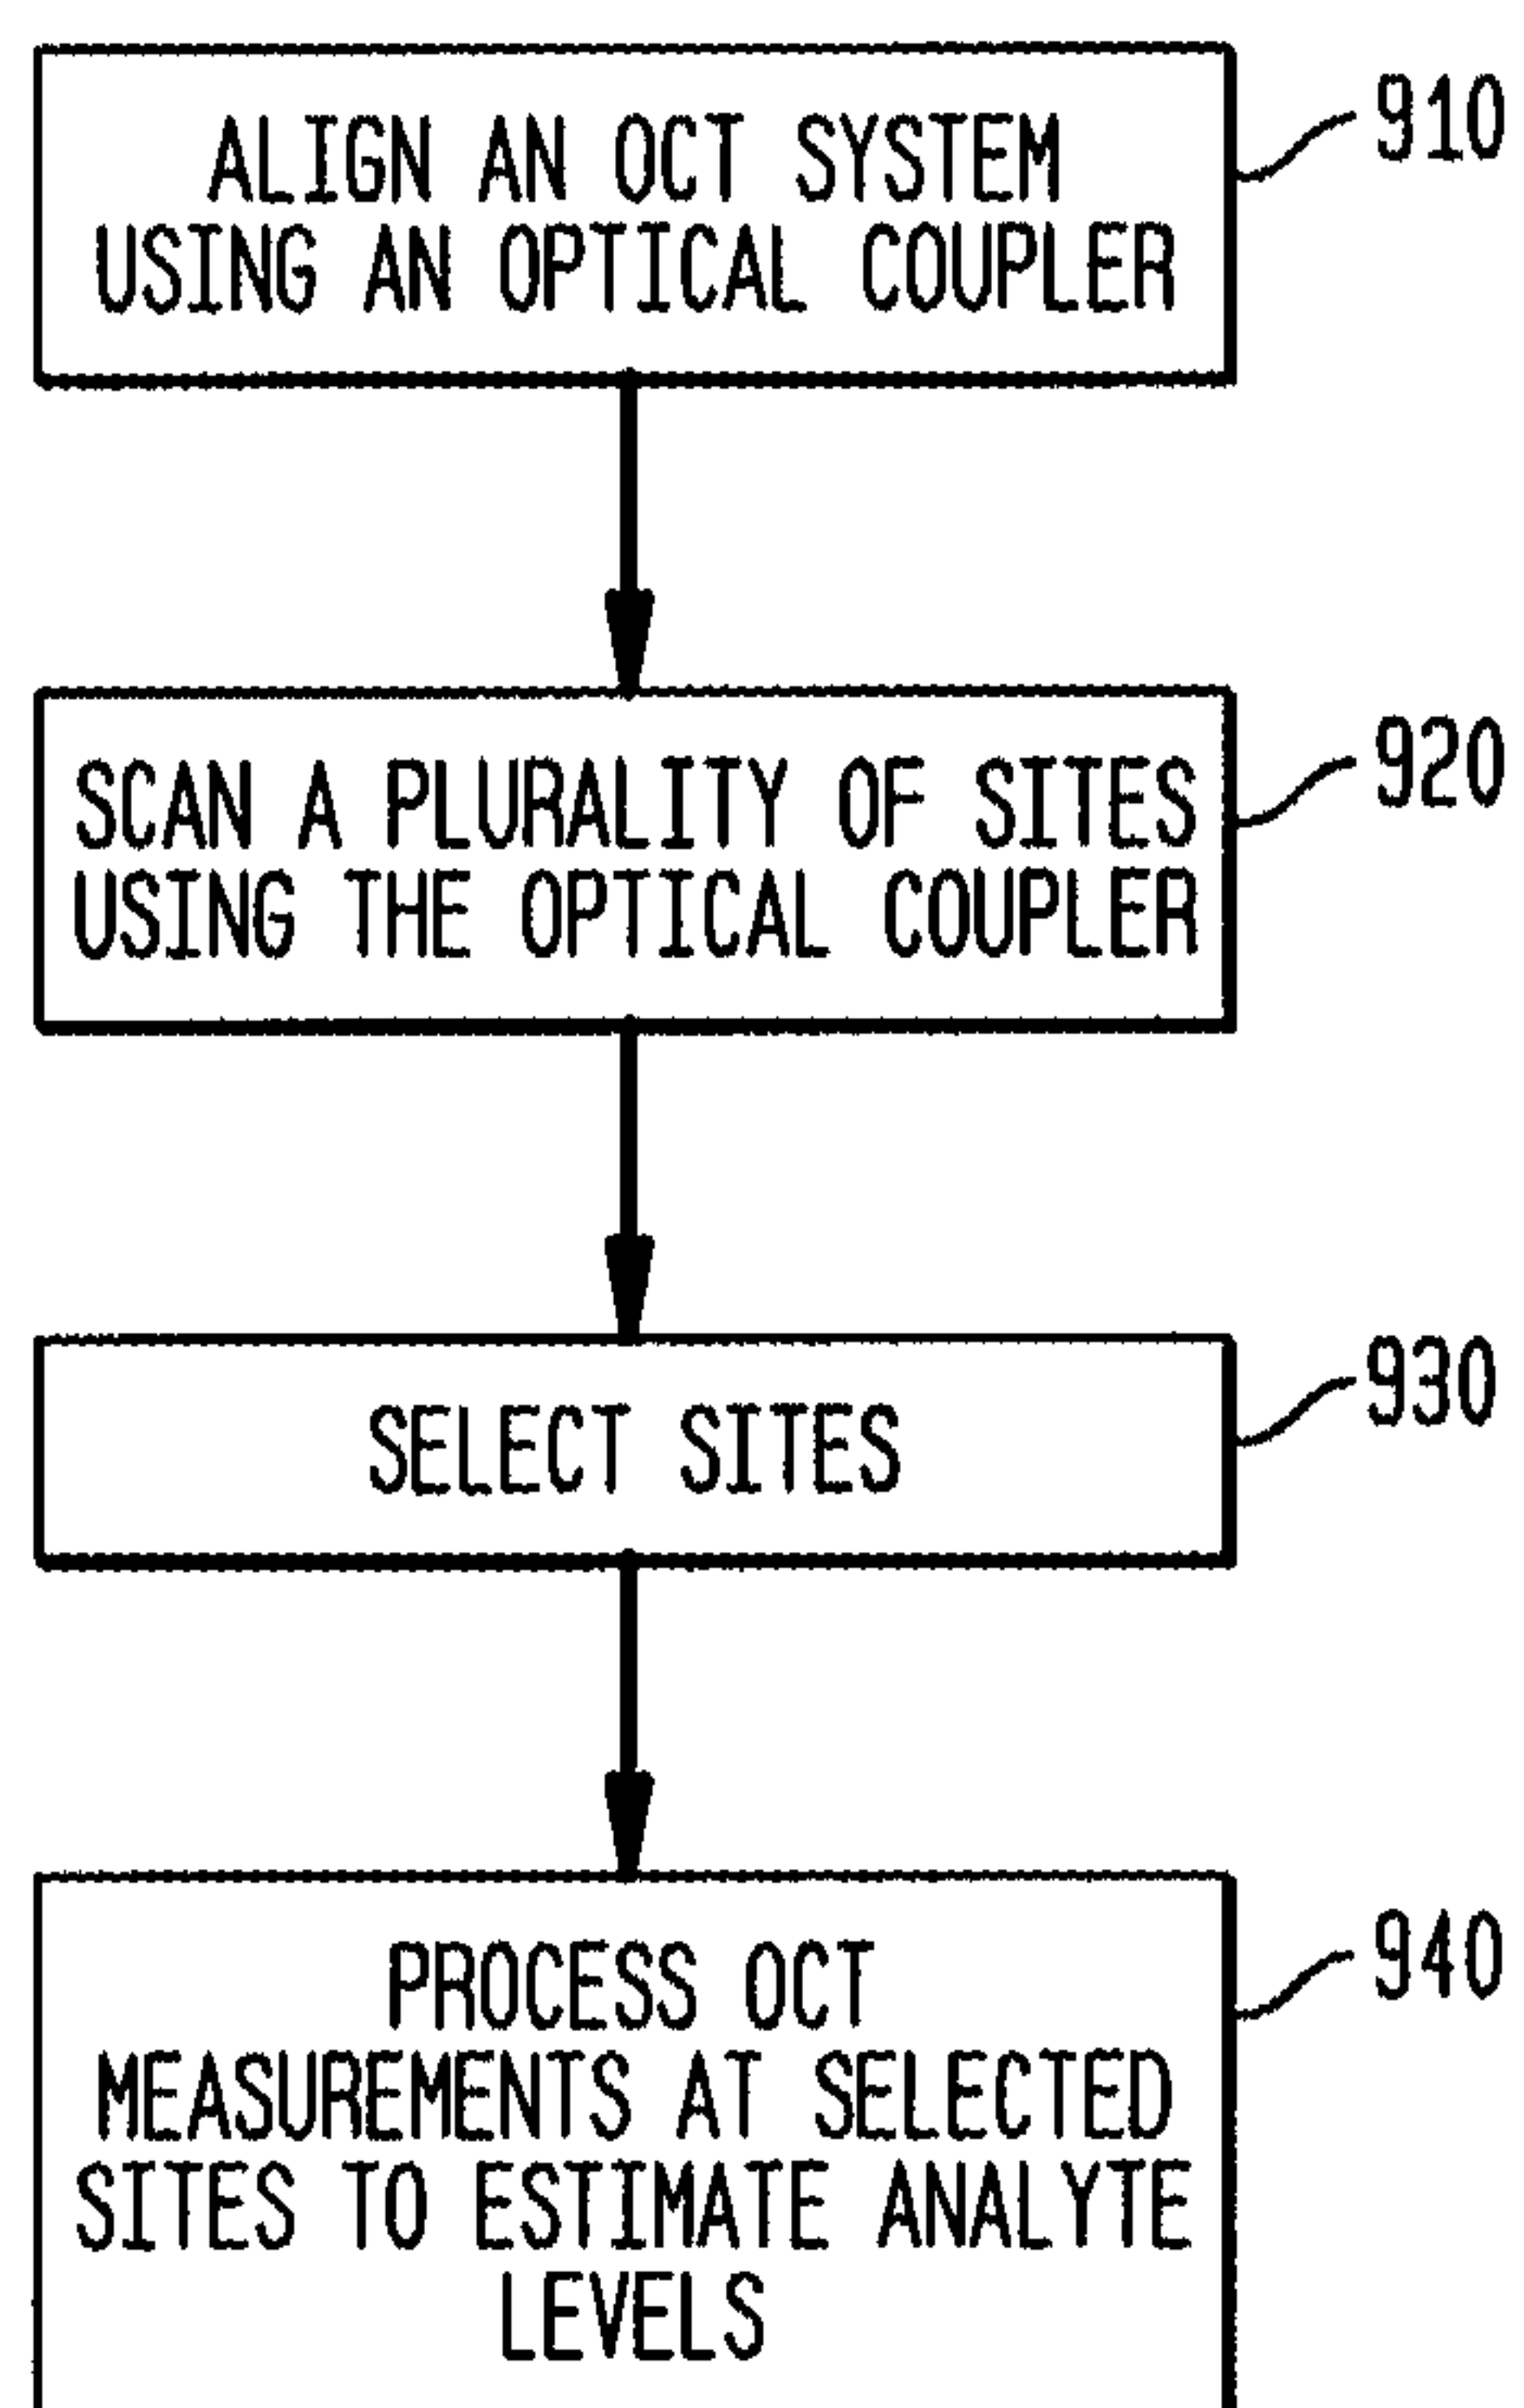 ALIGN AN OCT SYSTEM
USING AN OPTICAL COUPLER
910
SCAN A PLURALITY OF SITES
USING THE OPTICAL COUPLER
920
SELECT SITES
930
PROCESS OCT
MEASUREMENTS AT SELECTED
SITES TO ESTIMATE ANALYTE
LEVELS
940